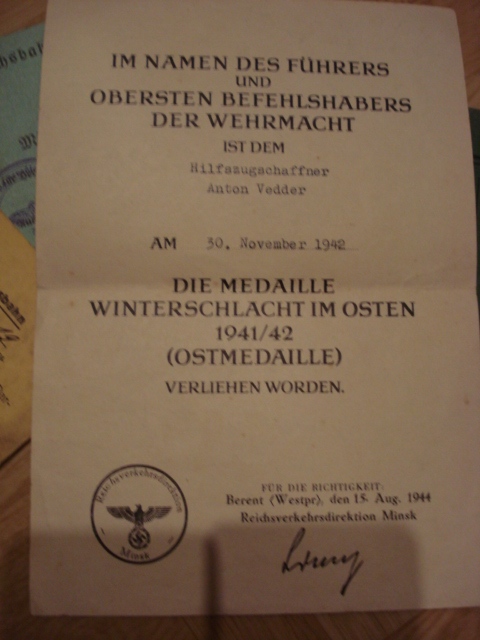 IM NAMEN DES FÜHRERS
UND
OBERSTEN BEFEHLSHABERS
DER WEHRMACHT
IST DEM
Hilfszugschaffner
Anton Vedder
AM 30. November 1942
DIE MEDAILLE
WINTERSCHLACHT IM OSTEN
1941/42
(OSTMEDAILLE)
VERLIEHEN WORDEN.
FÜR DIE RICHTIGKEIT:
Berent (Westpr), den 15. Aug. 1944
Reichsverkehrsdirektion Minsk
Reichsverkehrsdirektion
Minsk